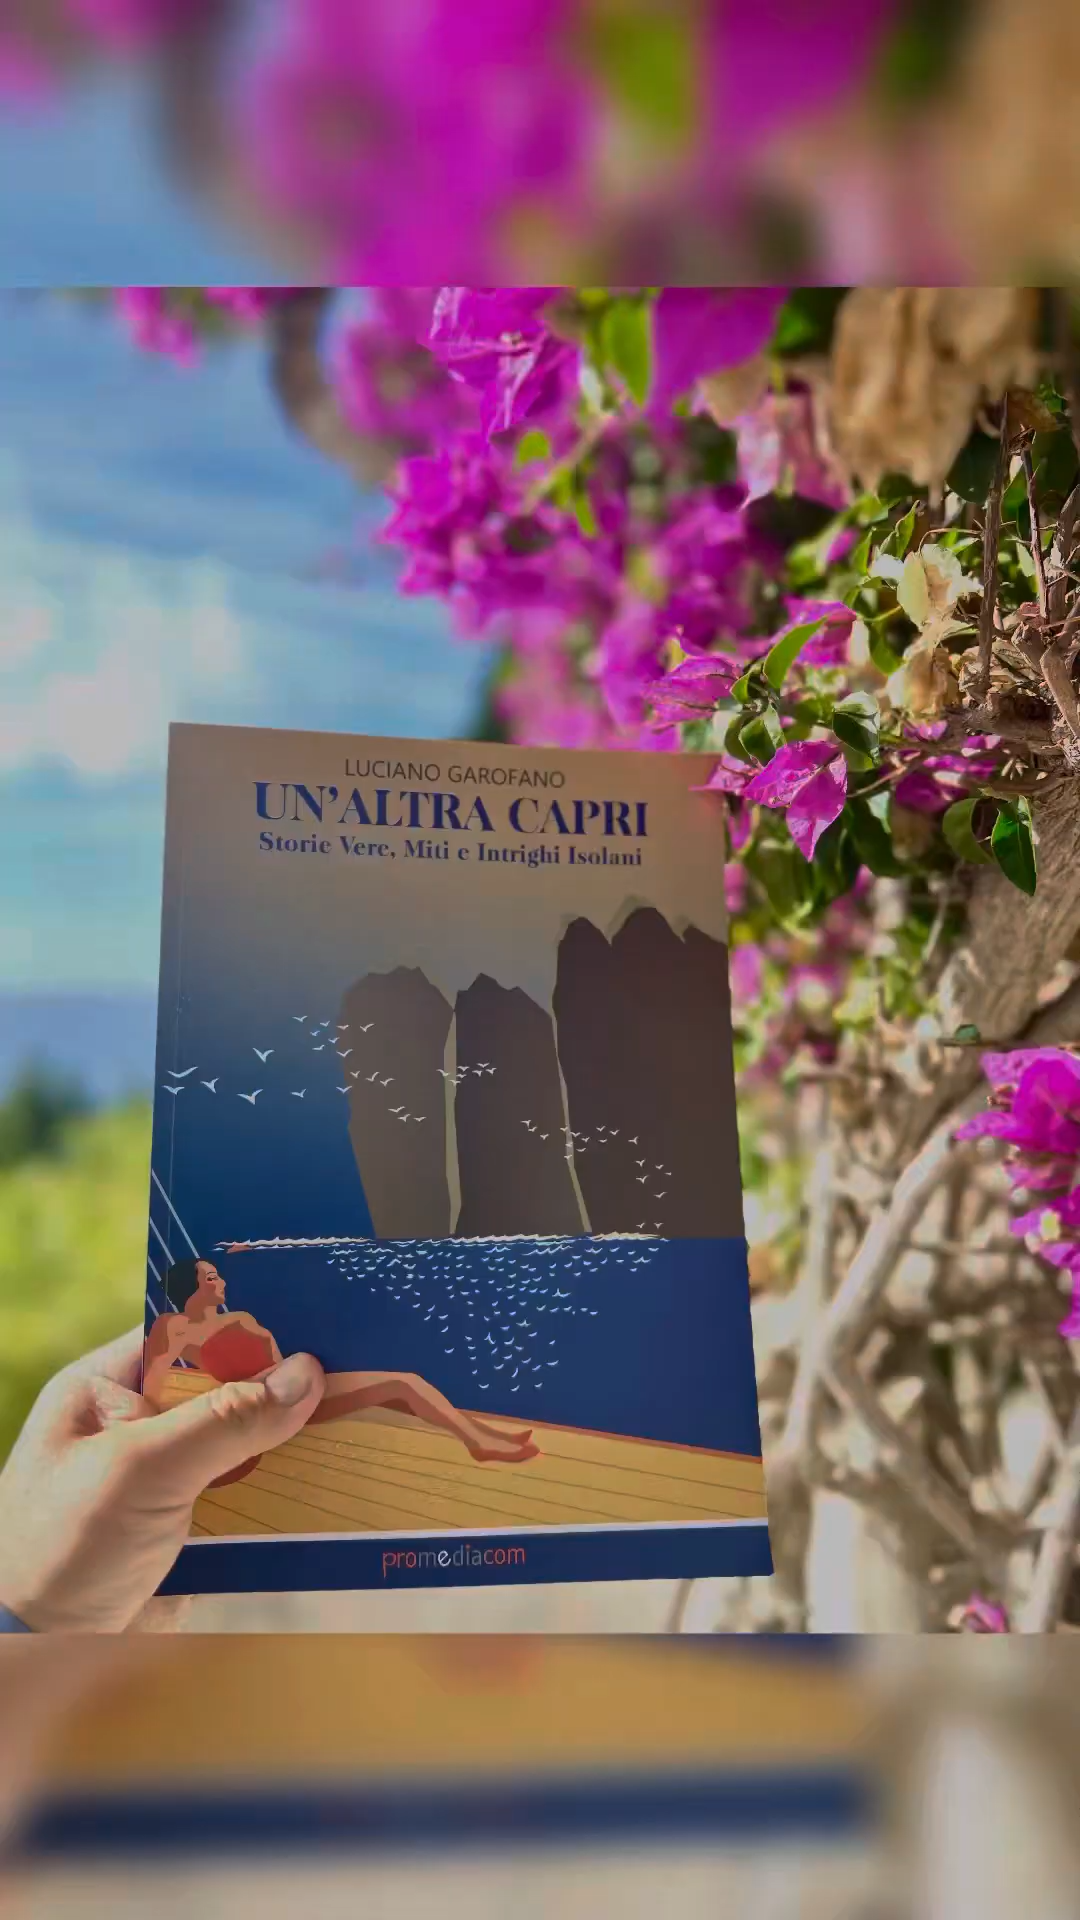 LUCIANO GAROFANO
UN'ALTRA CAPRI
Storie Vere, Miti e Intrighi Isolani
promediacom